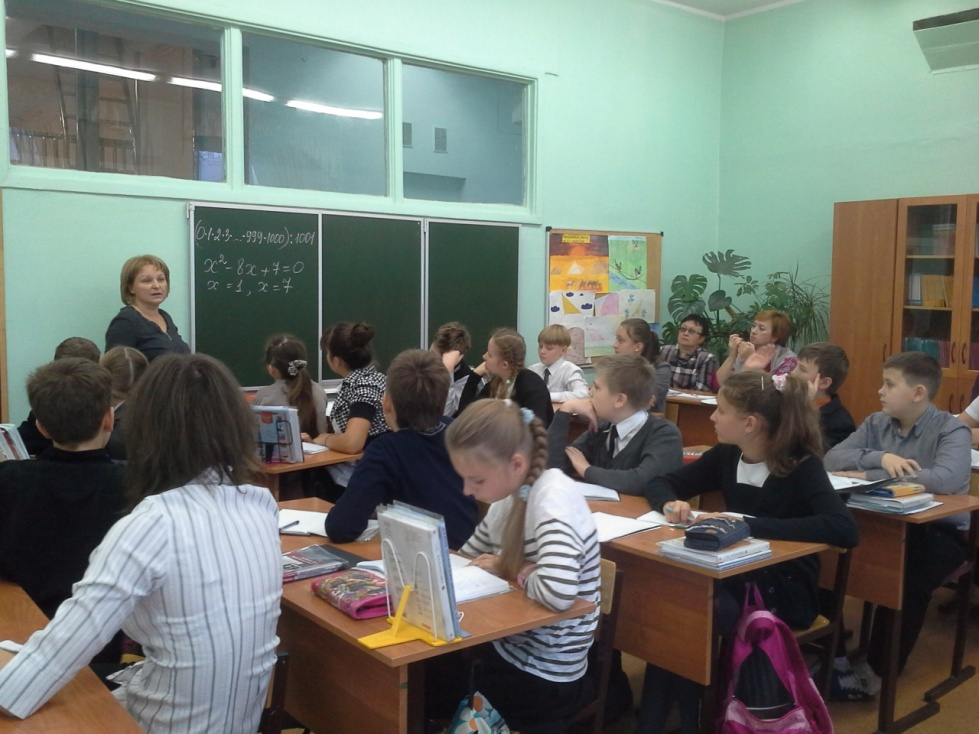 (0·1·2·3·...·999·1000):1001
x²-8x+7=0
x=1, x=7